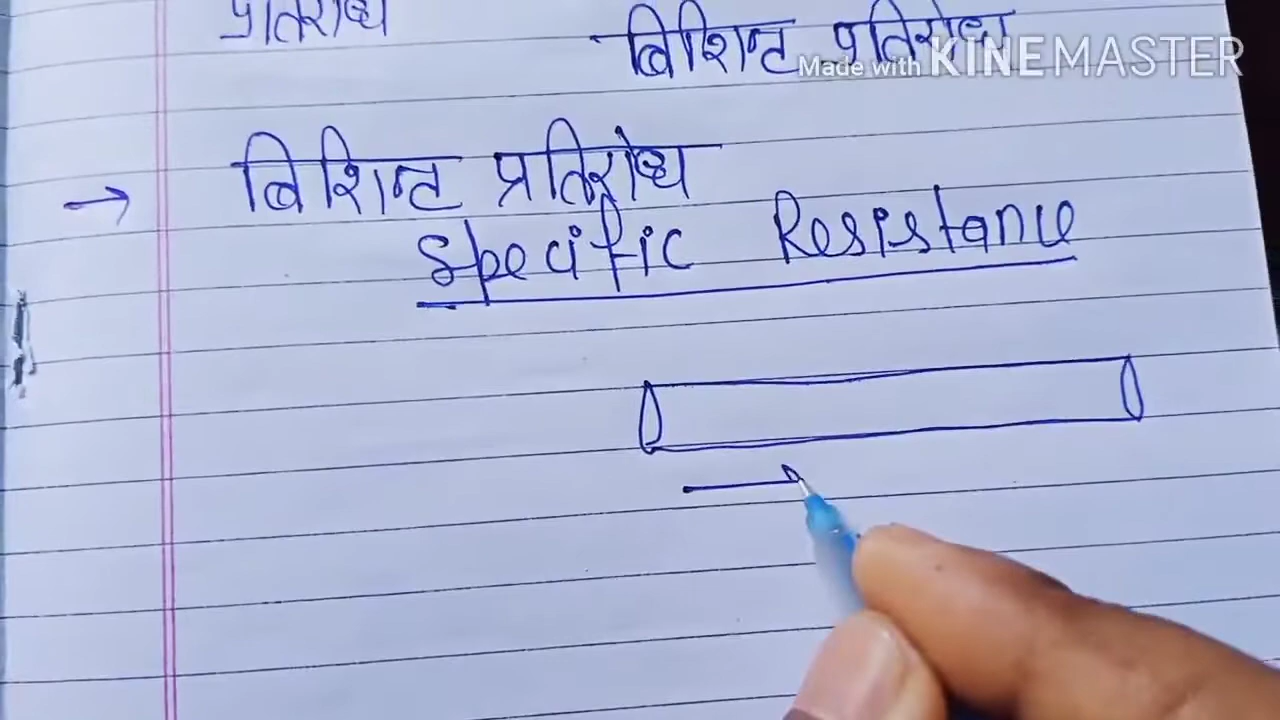 प्रतिरोध
विशिष्ट प्रतिरोध
Made with KINEMASTER
→ विशिष्ट प्रतिरोध
Specific Resistance